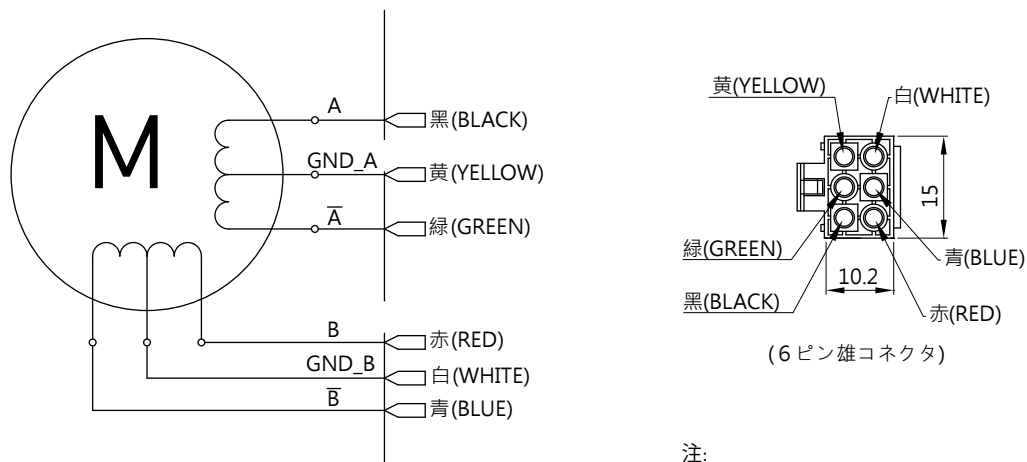 M
A
黒(BLACK)
GND_A
黄(YELLOW)
A
緑(GREEN)
B
赤(RED)
GND_B
白(WHITE)
B
青(BLUE)
黄(YELLOW)
白(WHITE)
15
緑(GREEN)
青(BLUE)
10.2
黒(BLACK)
赤(RED)
(6ピン雄コネクタ)
注: